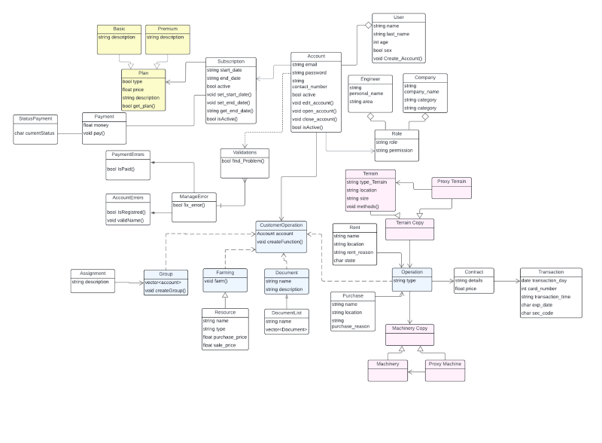 User
string name
string last_name
int age
bool sex
void Create_Account()
Basic
string description
Premium
string description
Plan
bool type
float price
string description
bool get_plan()
Subscription
string start_date
string end_date
bool active
void set_start_date()
void set_end_date()
string get_end_date()
bool isActive()
Account
string email
string password
string
contactor_number
bool active
void edit_account()
void open_account()
void close_account()
bool isActive()
Engineer
string
personal_name
string area
Company
string
company_name
string category
string category
Role
string role
string permission
StatusPayment
char currentStatus
Payment
float money
void pay()
PaymentErrors
bool isPaid()
Validations
bool find_Problem()
AccountErrors
bool isRegistred()
void validName()
ManageError
bool fix_error()
Terrain
string type_Terrain
string location
string size
void methods()
Proxy Terrain
Terrain Copy
CustomerOperation
Account account
void createFunction()
Rent
string name
string location
string rent_reason
char state
Assignment
string description
Group
vector<account>
void createGroup()
Farming
void farm()
Document
string name
string description
Operation
string type
Contract
string details
float price
Transaction
date transaction_day
int card_number
string transaction_time
char exp_date
char sec_code
Purchase
string name
string location
string
purchase_reason
Resource
string name
string type
float purchase_price
float sale_price
DocumentList
string name
vector<Document>
Machinery Copy
Machinery
Proxy Machine